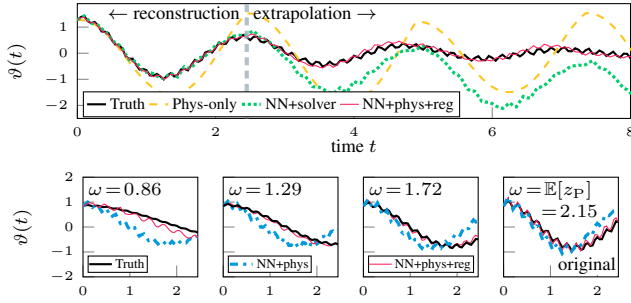 ← reconstruction extrapolation →
ϑ(t)
1
0
−1
−2
Truth Phys-only NN+solver NN+phys+reg
0 2 4 6 8
time t
ϑ(t)
2
1
0
−1
−2
ω=0.86 ω=1.29 ω=1.72 ω=𝔼[z_P]
=2.15
Truth NN+phys NN+phys+reg original
0 1 2 0 1 2 0 1 2 0 1 2